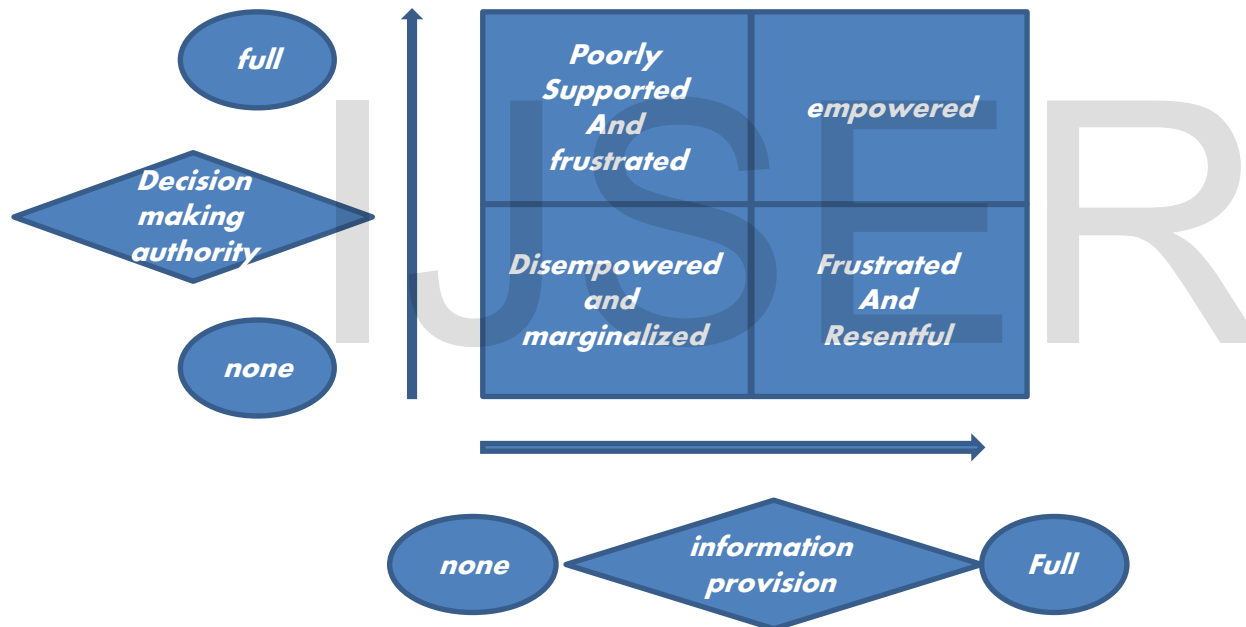 full
Decision
making
authority
none
Poorly
Supported
And
frustrated
empowered
Disempowered
and
marginalized
Frustrated
And
Resentful
none
information
provision
Full
IJSER